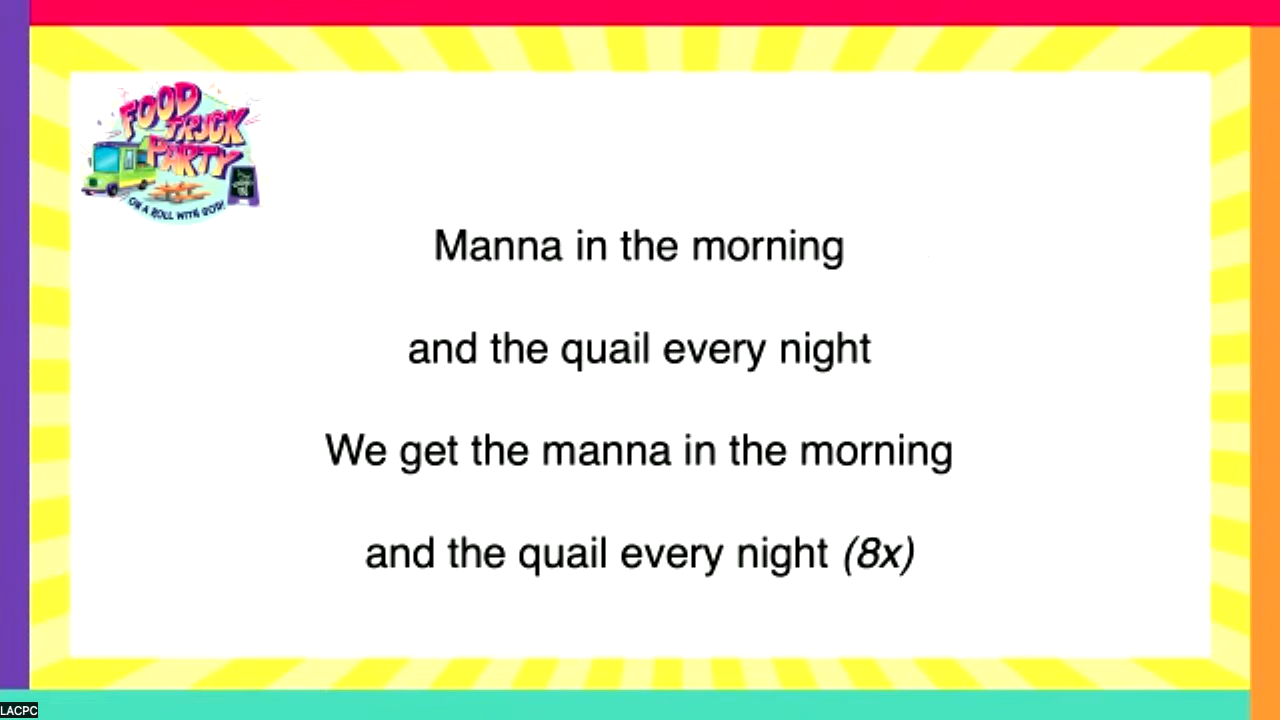 FOOD
TRUCK
PARTY
ON A ROLL WITH GOD!
Manna in the morning
and the quail every night
We get the manna in the morning
and the quail every night (8x)
LACPC